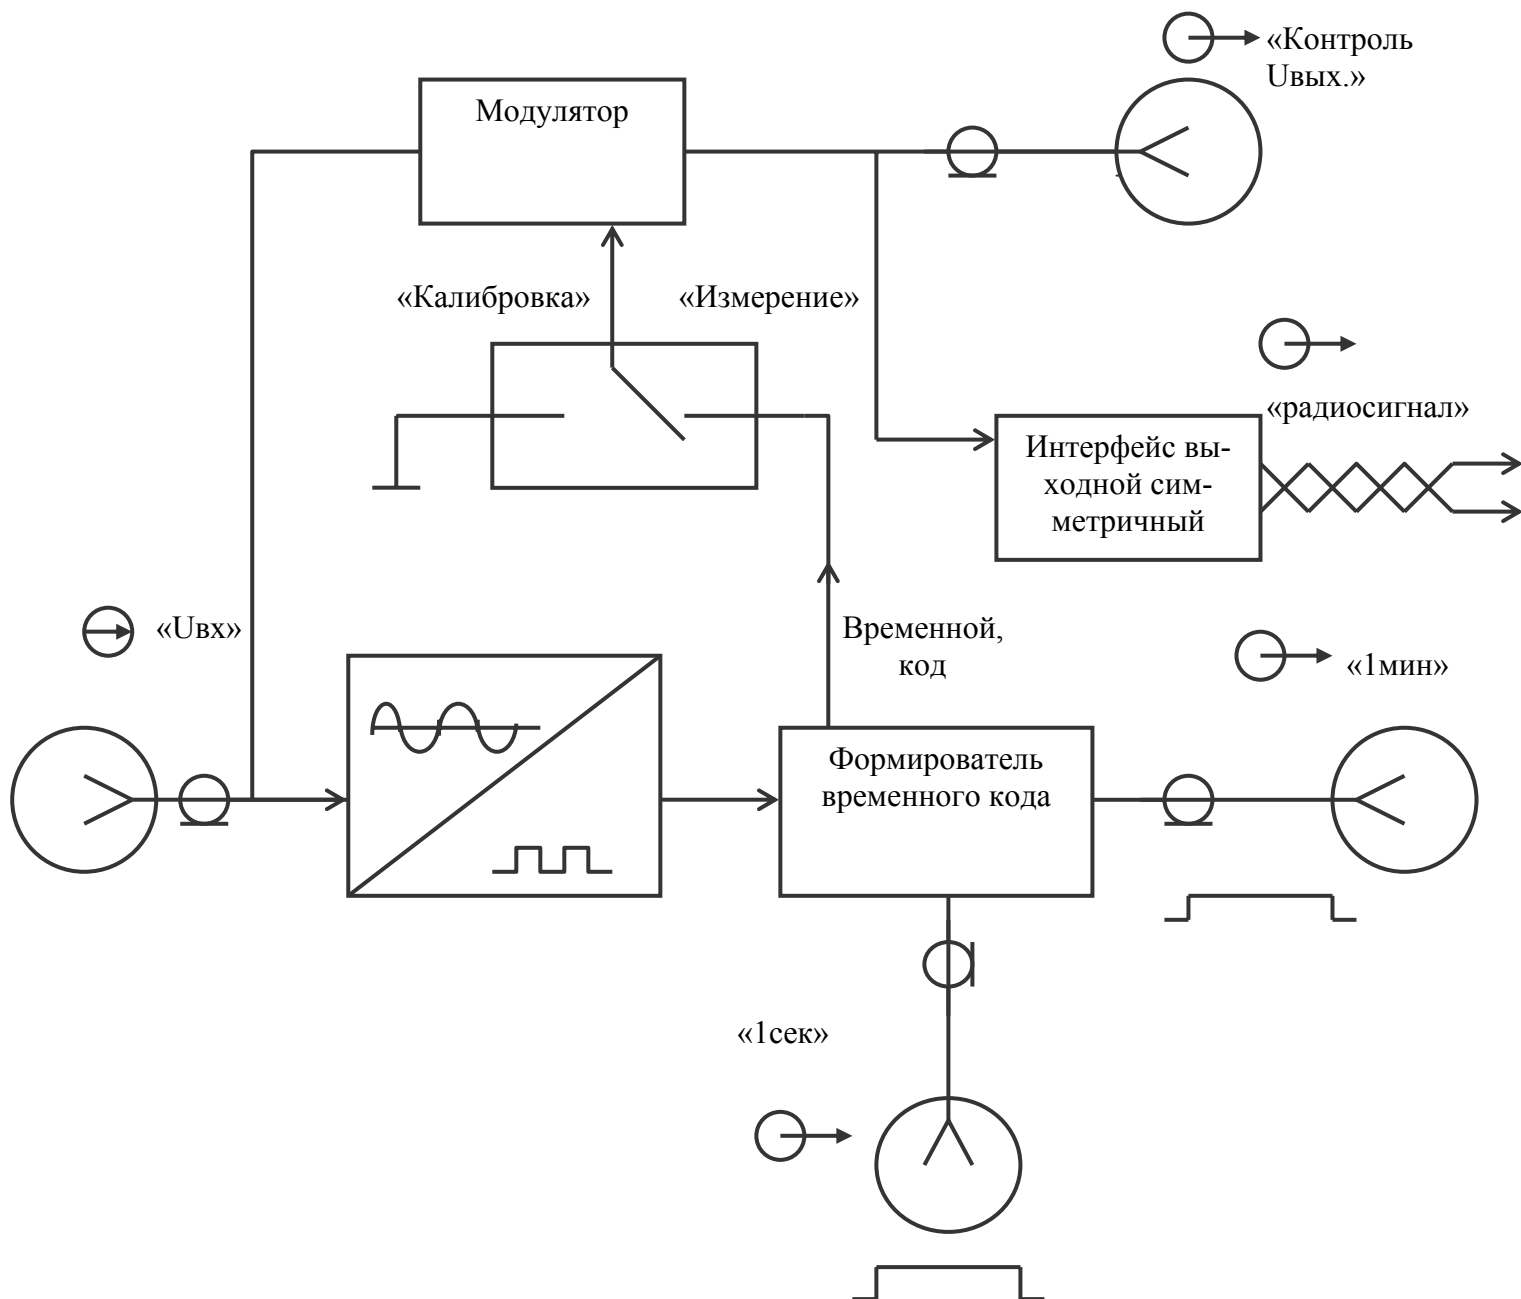 «Контроль
Uвых.»
Модулятор
«Калибровка»
«Измерение»
«радиосигнал»
Интерфейс вы-
ходной сим-
метричный
«Uвх»
Временной,
код
«1мин»
Формирователь
временного кода
«1сек»